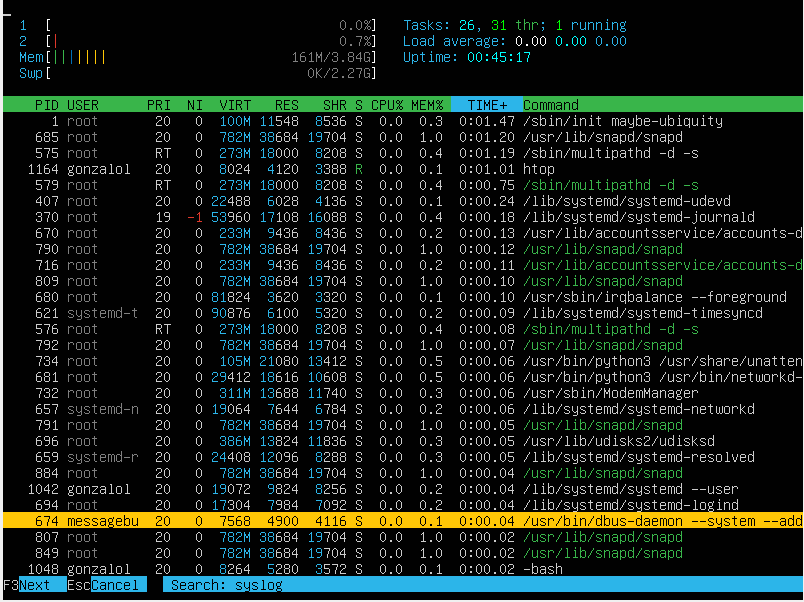 1 [ 0.0%] Tasks: 26, 31 thr; 1 running
2 [| 0.7%] Load average: 0.00 0.00 0.00
Mem[||||||| 161M/3.84G] Uptime: 00:45:17
Swp[ 0K/2.27G]
PID USER PRI NI VIRT RES SHR S CPU% MEM% TIME+ Command
1 root 20 0 100M 11548 8536 S 0.0 0.3 0:01.47 /sbin/init maybe-ubiquity
685 root 20 0 782M 38684 19704 S 0.0 1.0 0:01.20 /usr/lib/snapd/snapd
575 root RT 0 273M 18000 8208 S 0.0 0.4 0:01.19 /sbin/multipathd -d -s
1164 gonzalol 20 0 8024 4120 3388 R 0.0 0.1 0:01.01 htop
579 root RT 0 273M 18000 8208 S 0.0 0.4 0:00.75 /sbin/multipathd -d -s
407 root 20 0 22488 6028 4136 S 0.0 0.1 0:00.24 /lib/systemd/systemd-udevd
370 root 19 -1 53960 17108 16088 S 0.0 0.4 0:00.18 /lib/systemd/systemd-journald
670 root 20 0 233M 9436 8436 S 0.0 0.2 0:00.13 /usr/lib/accountsservice/accounts-d
790 root 20 0 782M 38684 19704 S 0.0 1.0 0:00.12 /usr/lib/snapd/snapd
716 root 20 0 233M 9436 8436 S 0.0 0.2 0:00.11 /usr/lib/accountsservice/accounts-d
809 root 20 0 782M 38684 19704 S 0.0 1.0 0:00.10 /usr/lib/snapd/snapd
680 root 20 0 81824 3620 3320 S 0.0 0.1 0:00.10 /usr/sbin/irqbalance --foreground
621 systemd-t 20 0 90876 6100 5320 S 0.0 0.2 0:00.09 /lib/systemd/systemd-timesyncd
576 root RT 0 273M 18000 8208 S 0.0 0.4 0:00.08 /sbin/multipathd -d -s
792 root 20 0 782M 38684 19704 S 0.0 1.0 0:00.07 /usr/lib/snapd/snapd
734 root 20 0 105M 21080 13412 S 0.0 0.5 0:00.06 /usr/bin/python3 /usr/share/unatten
681 root 20 0 29412 18616 10608 S 0.0 0.5 0:00.06 /usr/bin/python3 /usr/bin/networkd-
732 root 20 0 311M 13688 11740 S 0.0 0.3 0:00.06 /usr/sbin/ModemManager
657 systemd-n 20 0 19064 7644 6784 S 0.0 0.2 0:00.06 /lib/systemd/systemd-networkd
791 root 20 0 782M 38684 19704 S 0.0 1.0 0:00.05 /usr/lib/snapd/snapd
696 root 20 0 386M 13824 11836 S 0.0 0.3 0:00.05 /usr/lib/udisks2/udisksd
659 systemd-r 20 0 24408 12096 8288 S 0.0 0.3 0:00.05 /lib/systemd/systemd-resolved
884 root 20 0 782M 38684 19704 S 0.0 1.0 0:00.04 /usr/lib/snapd/snapd
1042 gonzalol 20 0 19072 9824 8256 S 0.0 0.2 0:00.04 /lib/systemd/systemd --user
694 root 20 0 17304 7984 7092 S 0.0 0.2 0:00.04 /lib/systemd/systemd-logind
674 messagebu 20 0 7568 4900 4116 S 0.0 0.1 0:00.04 /usr/bin/dbus-daemon --system --add
807 root 20 0 782M 38684 19704 S 0.0 1.0 0:00.02 /usr/lib/snapd/snapd
849 root 20 0 782M 38684 19704 S 0.0 1.0 0:00.02 /usr/lib/snapd/snapd
1048 gonzalol 20 0 8264 5280 3572 S 0.0 0.1 0:00.02 -bash
F3Next EscCancel Search: syslog